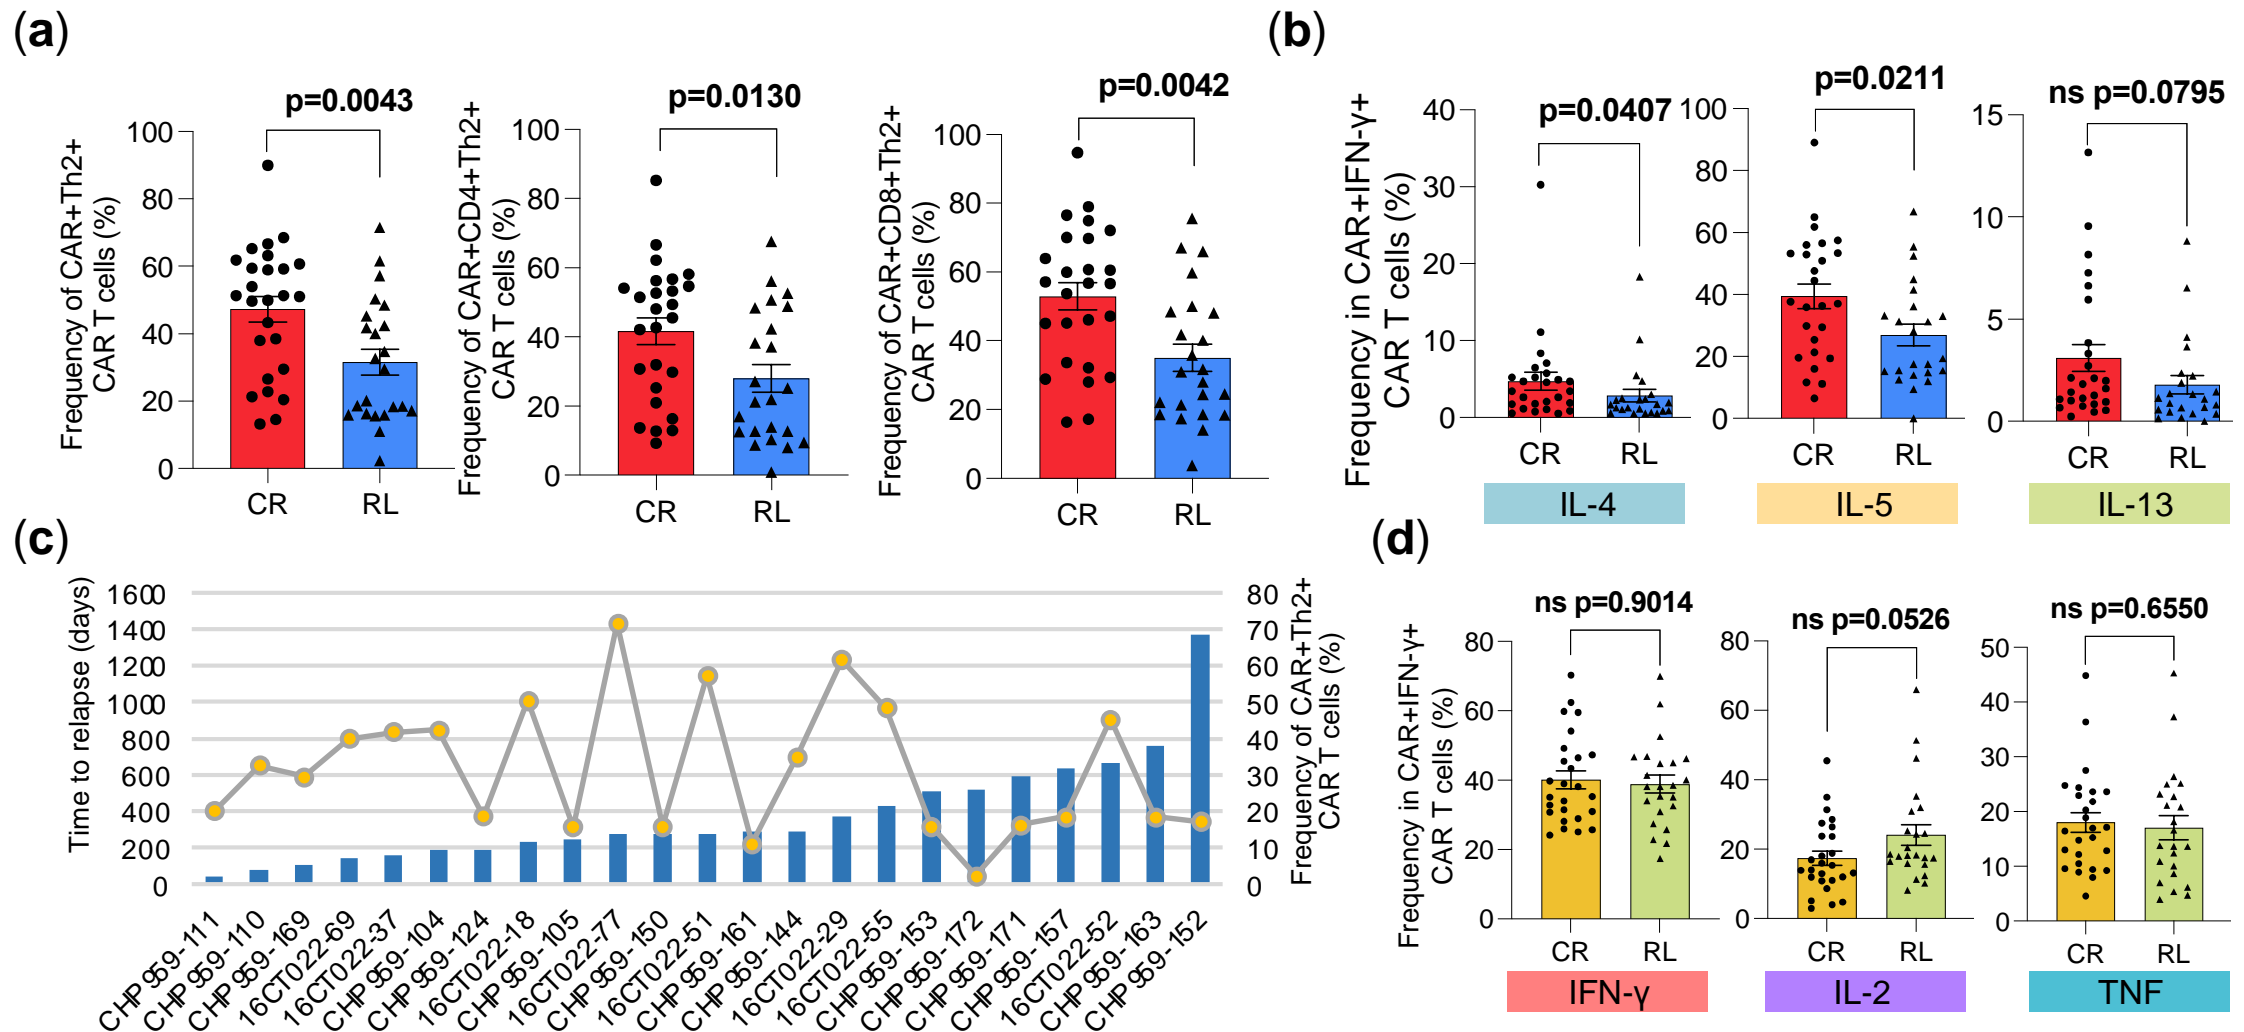 (a)
p=0.0043
Frequency of CAR+Th2+
CAR T cells (%)
100
80
60
40
20
0
CR
RL
p=0.0130
Frequency of CAR+CD4+Th2+
CAR T cells (%)
100
80
60
40
20
0
CR
RL
p=0.0042
Frequency of CAR+CD8+Th2+
CAR T cells (%)
100
80
60
40
20
0
CR
RL
(b)
Frequency in CAR+IFN-γ+
CAR T cells (%)
p=0.0407
40
30
20
10
0
CR
RL
IL-4
p=0.0211
100
80
60
40
20
0
CR
RL
IL-5
ns p=0.0795
15
10
5
0
CR
RL
IL-13
(c)
Time to relapse (days)
1600
1400
1200
1000
800
600
400
200
0
80
70
60
50
40
30
20
10
0
Frequency of CAR+Th2+
CAR T cells (%)
CHP959-111
CHP959-110
CHP959-169
16CT022-69
16CT022-37
CHP959-104
CHP959-124
16CT022-18
CHP959-105
16CT022-77
CHP959-150
16CT022-51
CHP959-161
CHP959-144
16CT022-29
16CT022-55
CHP959-153
CHP959-172
CHP959-171
CHP959-157
16CT022-52
CHP959-163
CHP959-152
(d)
Frequency in CAR+IFN-γ+
CAR T cells (%)
ns p=0.9014
80
60
40
20
0
CR
RL
IFN-γ
ns p=0.0526
80
60
40
20
0
CR
RL
IL-2
ns p=0.6550
50
40
30
20
10
0
CR
RL
TNF